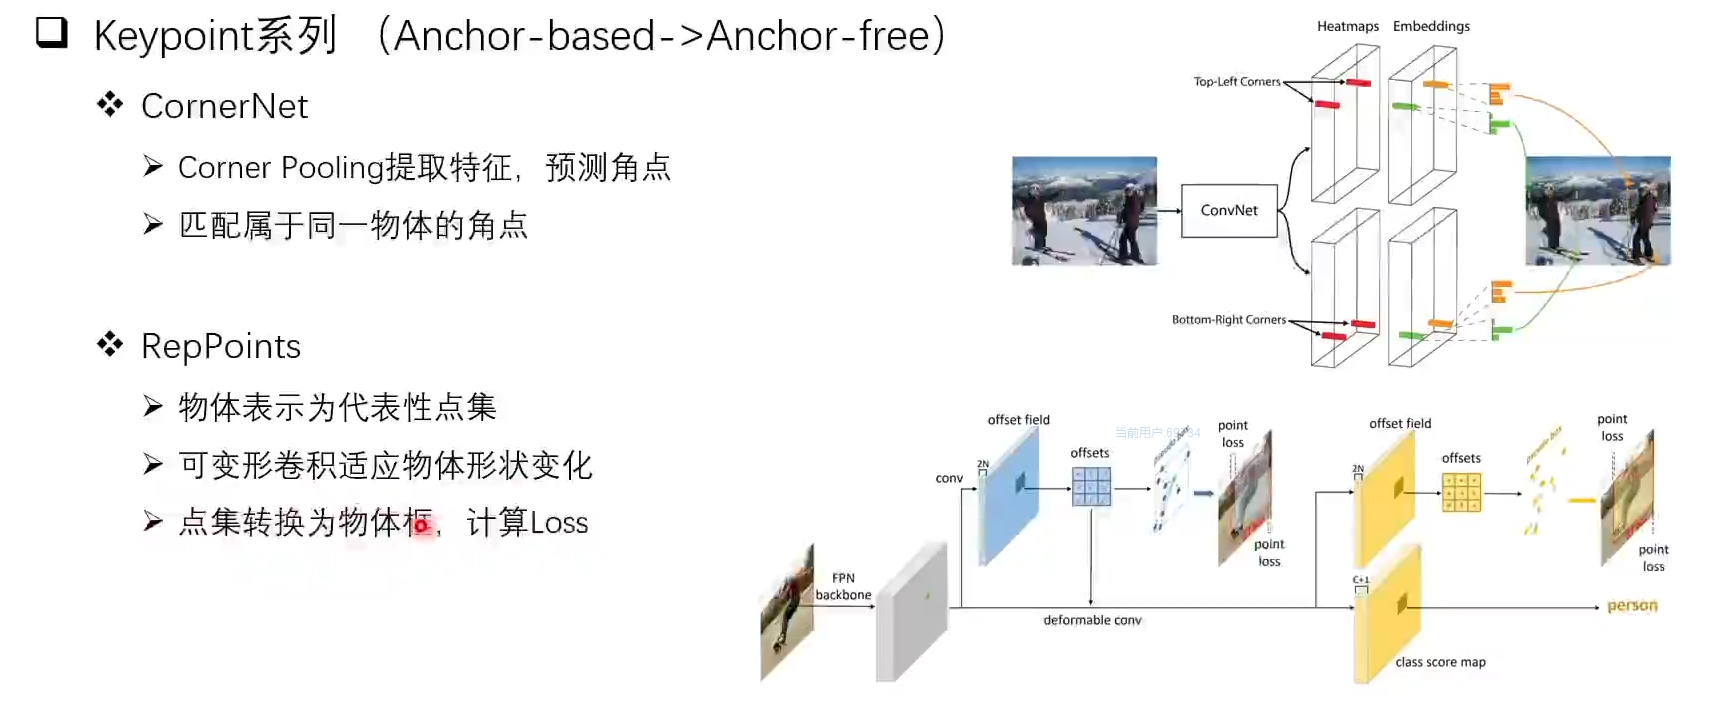 Keypoint系列 （Anchor-based->Anchor-free）
CornerNet
Corner Pooling提取特征，预测角点
匹配属于同一物体的角点
RepPoints
物体表示为代表性点集
可变形卷积适应物体形状变化
点集转换为物体框，计算Loss
Heatmaps Embeddings
Top-Left Corners
ConvNet
Bottom-Right Corners
offset field
当前用户:
point
loss
offsets
2N
conv
pseudo box
point
loss
FPN
backbone
deformable conv
offset field
point
loss
offsets
2N
pseudo box
point
loss
C+1
person
class score map